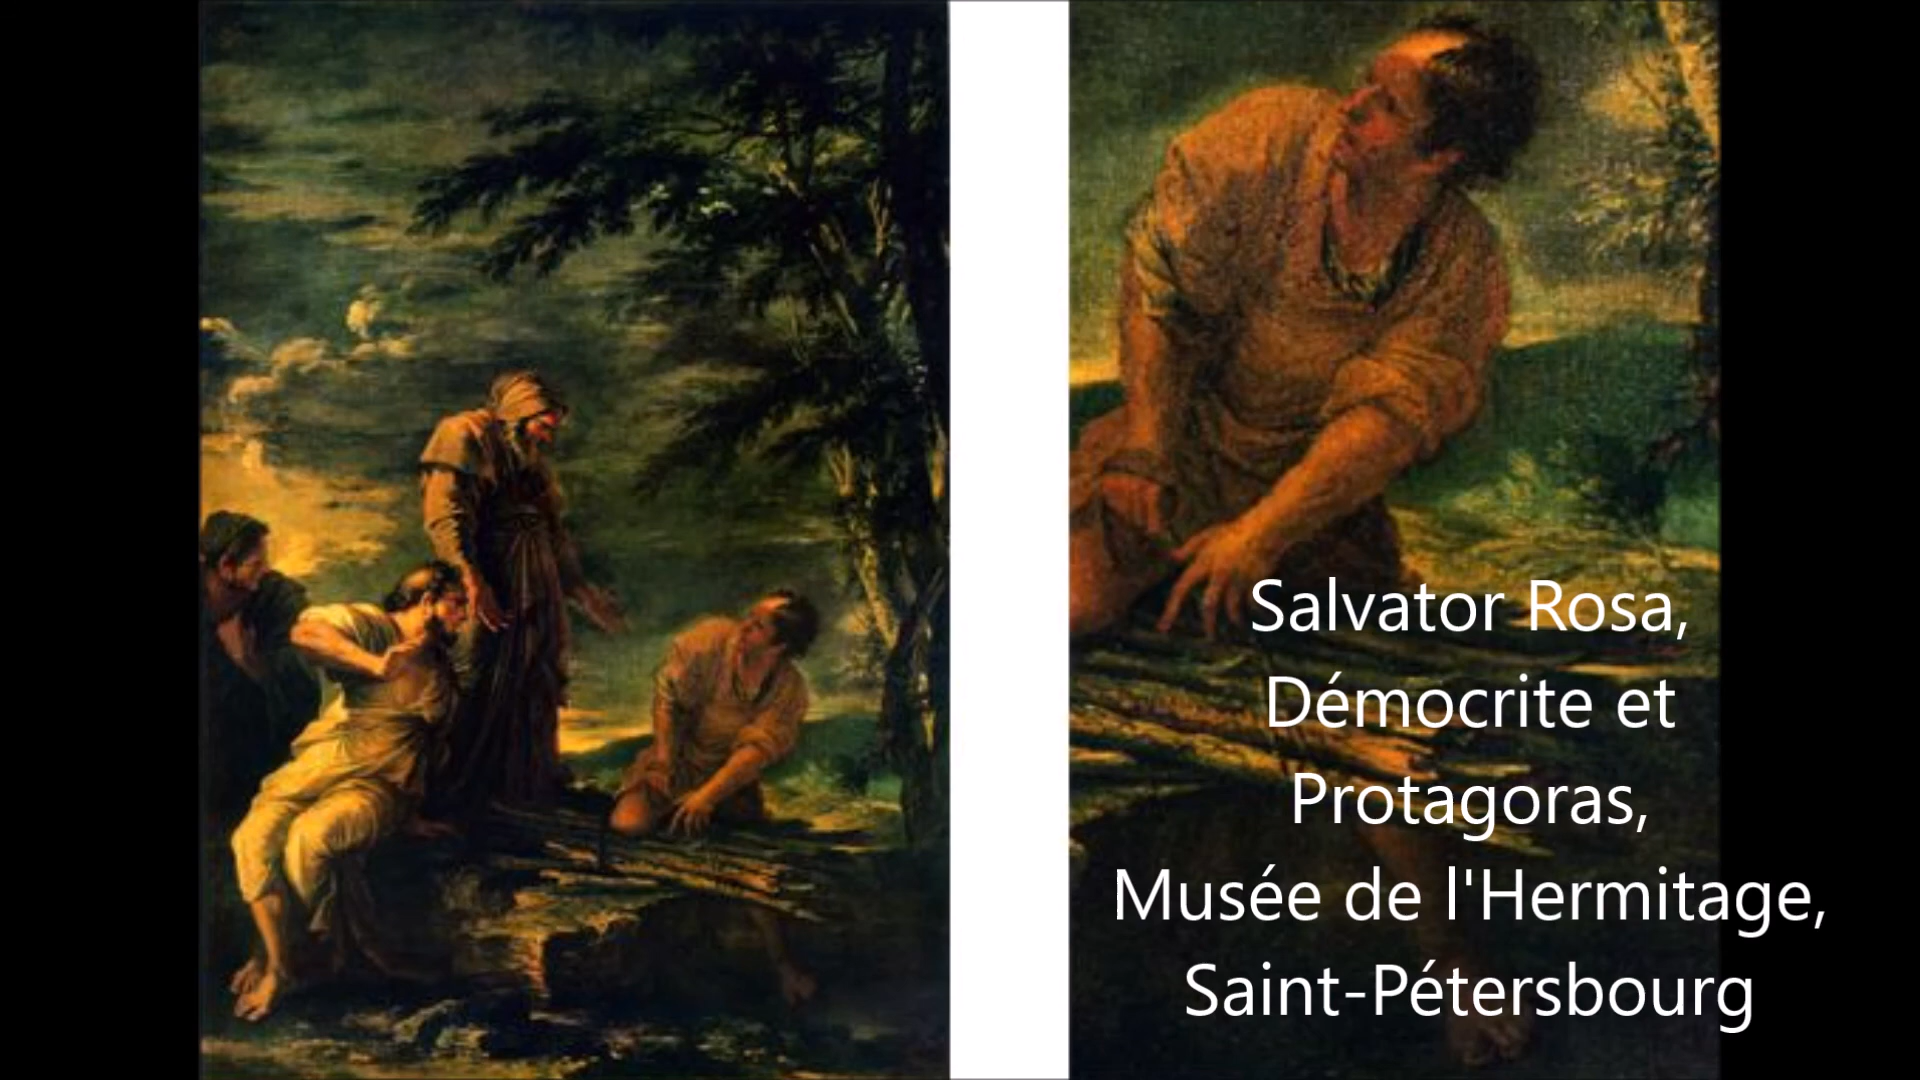 Salvator Rosa,
Démocrite et
Protagoras,
Musée de l'Hermitage,
Saint-Pétersbourg